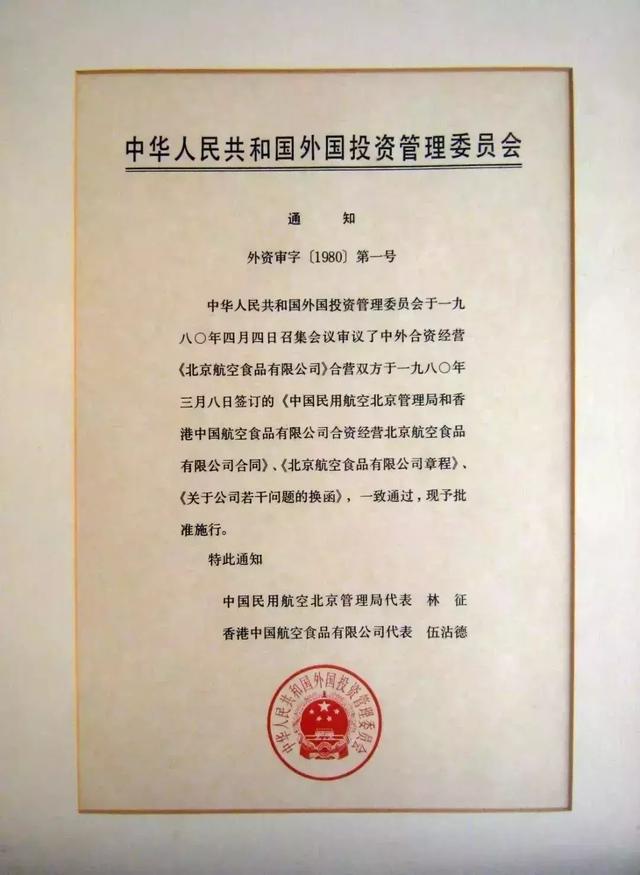 中华人民共和国外国投资管理委员会
通 知
外资审字〔1980〕第一号
中华人民共和国外国投资管理委员会于一九
八〇年四月四日召集会议审议了中外合资经营
《北京航空食品有限公司》合营双方于一九八〇年
三月八日签订的《中国民用航空北京管理局和香
港中国航空食品有限公司合资经营北京航空食品
有限公司合同》、《北京航空食品有限公司章程》、
《关于公司若干问题的换函》，一致通过，现予批
准施行。
特此通知
中国民用航空北京管理局代表 林 征
香港中国航空食品有限公司代表 伍沾德
中华人民共和国外国投资管理委员会